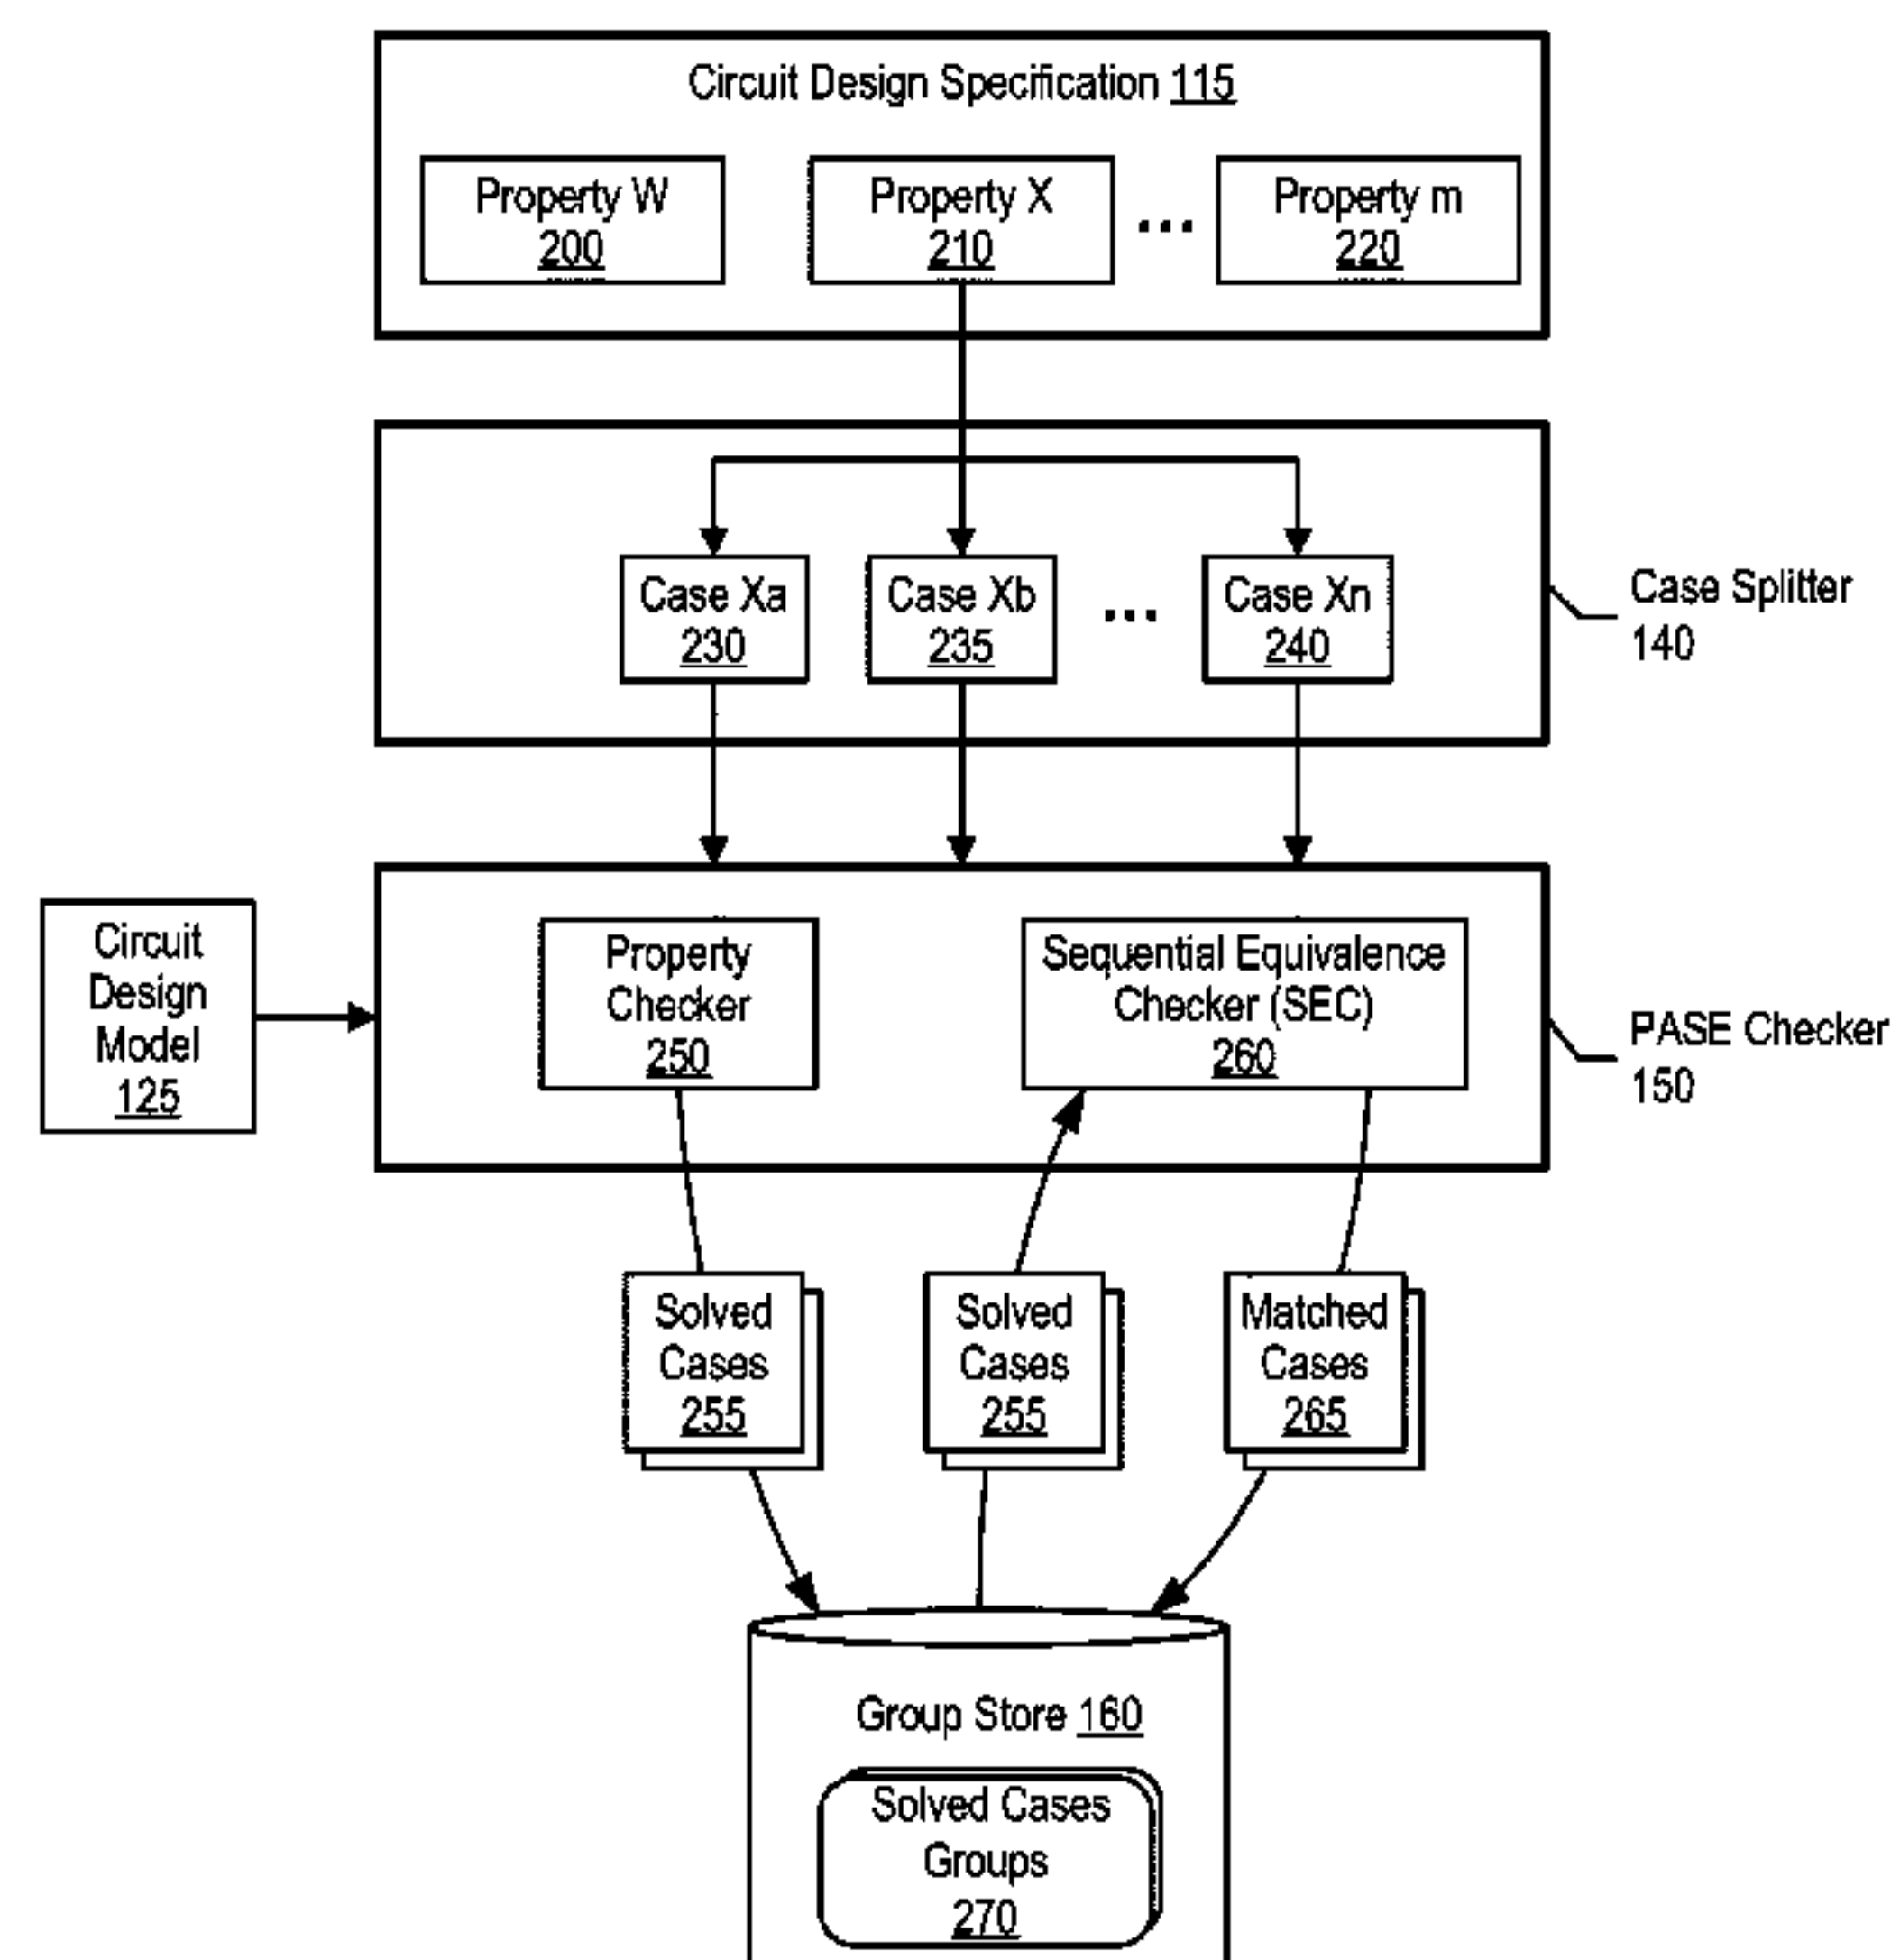 Circuit Design Specification 115
Property W
200
Property X
210
...
Property m
220
Case Xa
230
Case Xb
235
...
Case Xn
240
Case Splitter
140
Circuit
Design
Model
125
Property
Checker
250
Sequential Equivalence
Checker (SEC)
260
PASE Checker
150
Solved
Cases
255
Solved
Cases
255
Matched
Cases
265
Group Store 160
Solved Cases
Groups
270